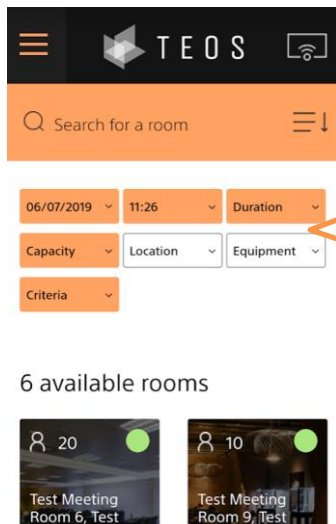 TEOS
Search for a room
06/07/2019 11:26 Duration
Capacity Location Equipment
Criteria
6 available rooms
20 10
Test Meeting Test Meeting
Room 6, Test Room 9, Test